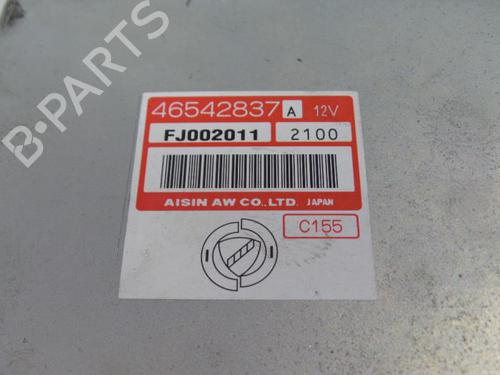 B-PARTS
46542837 A 12V
FJ002011 2100
AISIN AW CO., LTD. JAPAN
C155